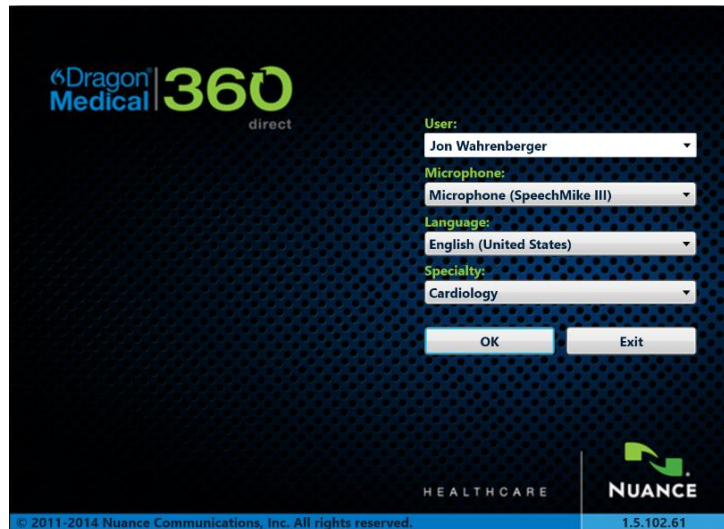 Dragon
Medical
360
direct
User:
Jon Wahrenberger
Microphone:
Microphone (SpeechMike III)
Language:
English (United States)
Specialty:
Cardiology
OK
Exit
HEALTHCARE
NUANCE
© 2011-2014 Nuance Communications, Inc. All rights reserved.
1.5.102.61